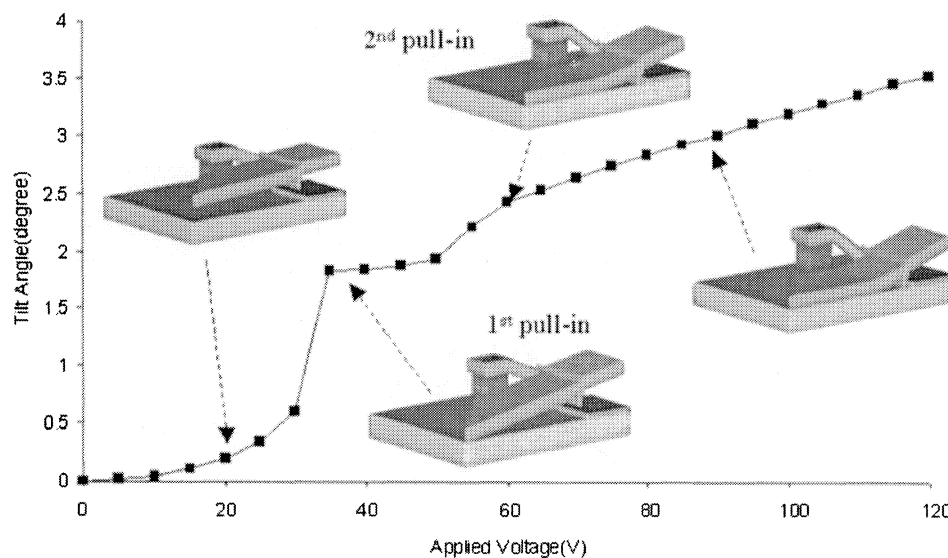 4
3.5
3
2.5
2
1.5
1
0.5
0
Tilt Angle(degree)
2nd pull-in
1st pull-in
0 20 40 60 80 100 120
Applied Voltage(V)